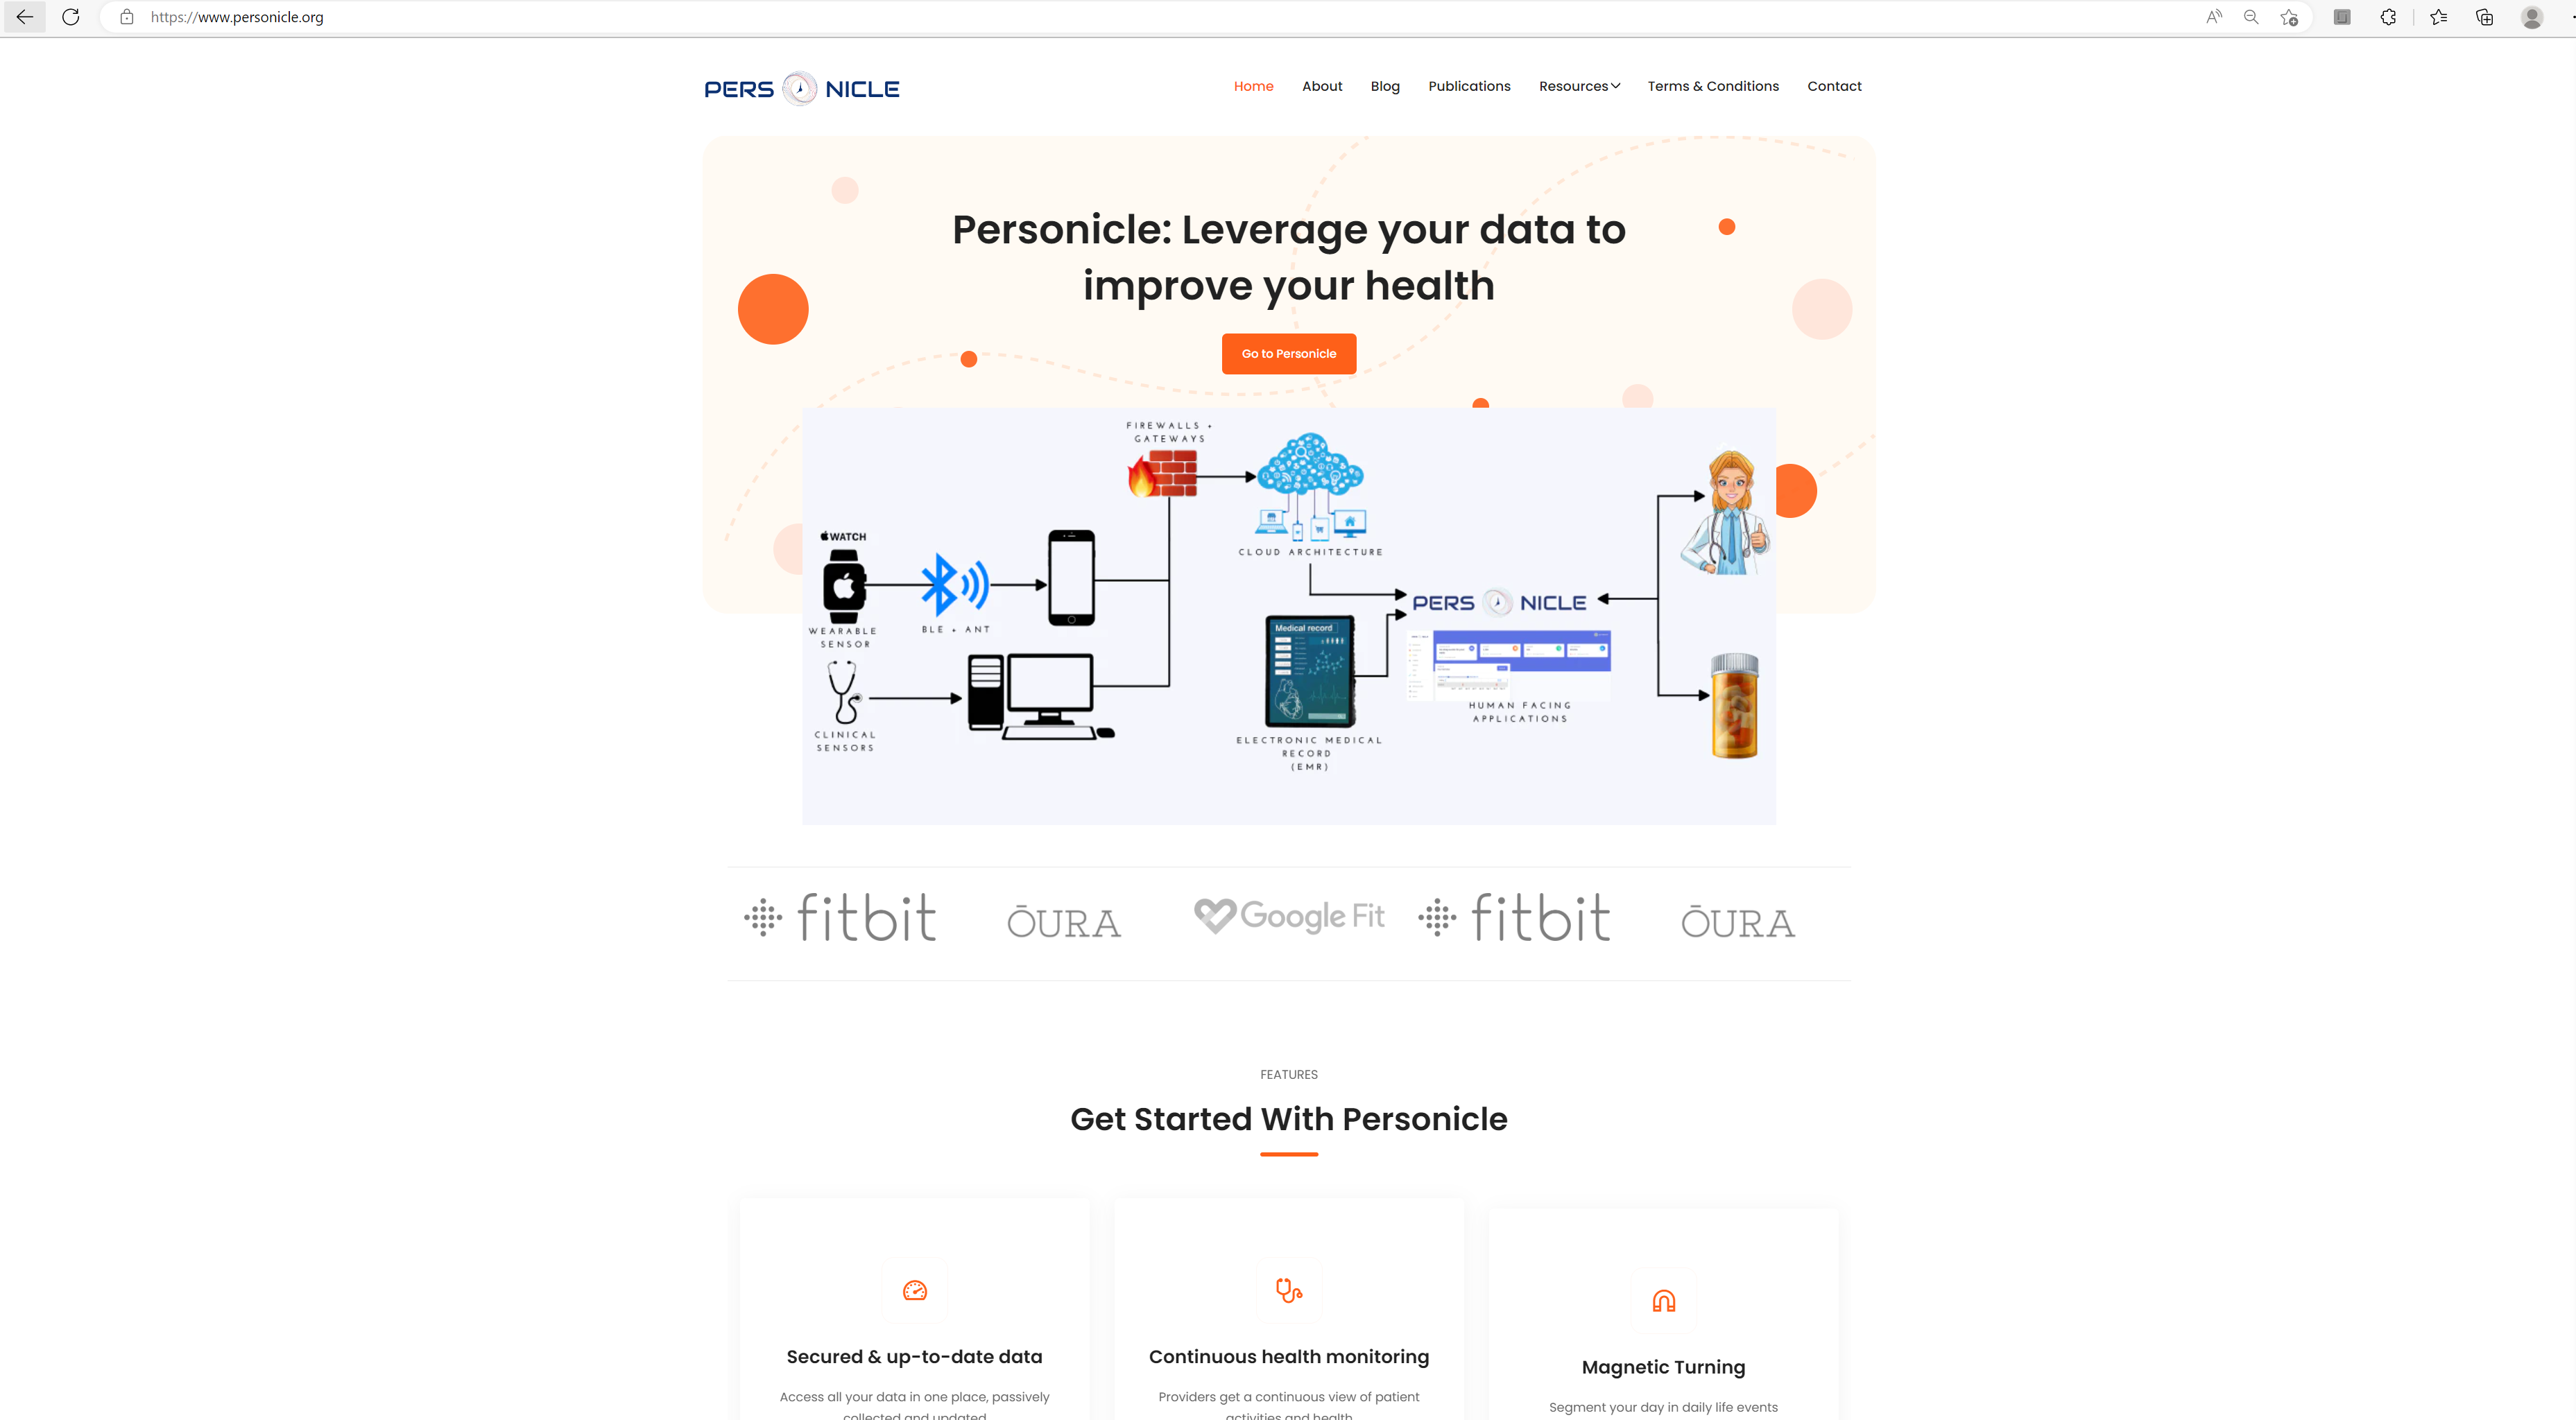 https://www.personicle.org
PERS NICLE
Home About Blog Publications Resources Terms & Conditions Contact
Personicle: Leverage your data to
improve your health
Go to Personicle
FIREWALLS +
GATEWAYS
CLOUD ARCHITECTURE
WATCH
WEARABLE
SENSOR
BLE + ANT
CLINICAL
SENSORS
Medical record
ELECTRONIC MEDICAL
RECORD
(EMR)
PERS NICLE
HUMAN FACING
APPLICATIONS
fitbit ŌURA Google Fit fitbit ŌURA
FEATURES
Get Started With Personicle
Secured & up-to-date data
Access all your data in one place, passively
collected and updated
Continuous health monitoring
Providers get a continuous view of patient
activities and health
Magnetic Turning
Segment your day in daily life events